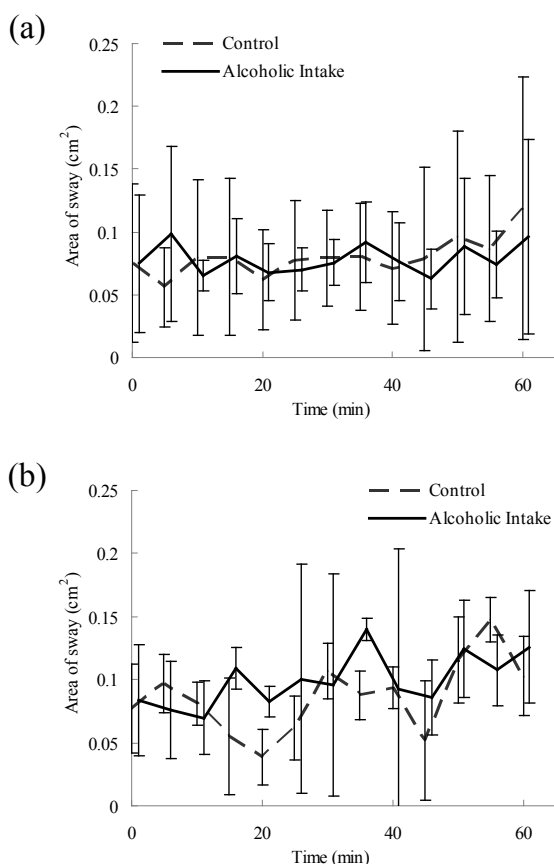 (a)
0.25
0.2
0.15
0.1
0.05
0
Area of sway (cm²)
Control
Alcoholic Intake
0 20 40 60
Time (min)
(b)
0.25
0.2
0.15
0.1
0.05
0
Area of sway (cm²)
Control
Alcoholic Intake
0 20 40 60
Time (min)